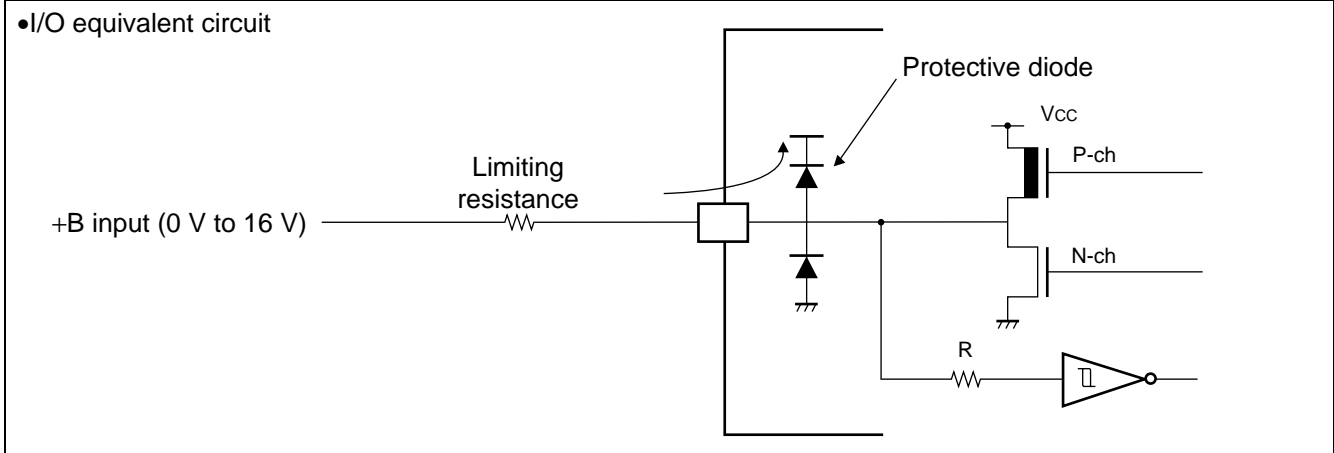 •I/O equivalent circuit
Protective diode
Vcc
P-ch
Limiting
resistance
+B input (0 V to 16 V)
N-ch
R